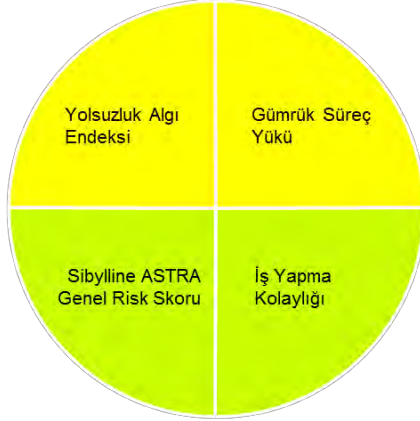 Yolsuzluk Algı
Endeksi
Gümrük Süreç
Yükü
Sibylline ASTRA
Genel Risk Skoru
İş Yapma
Kolaylığı